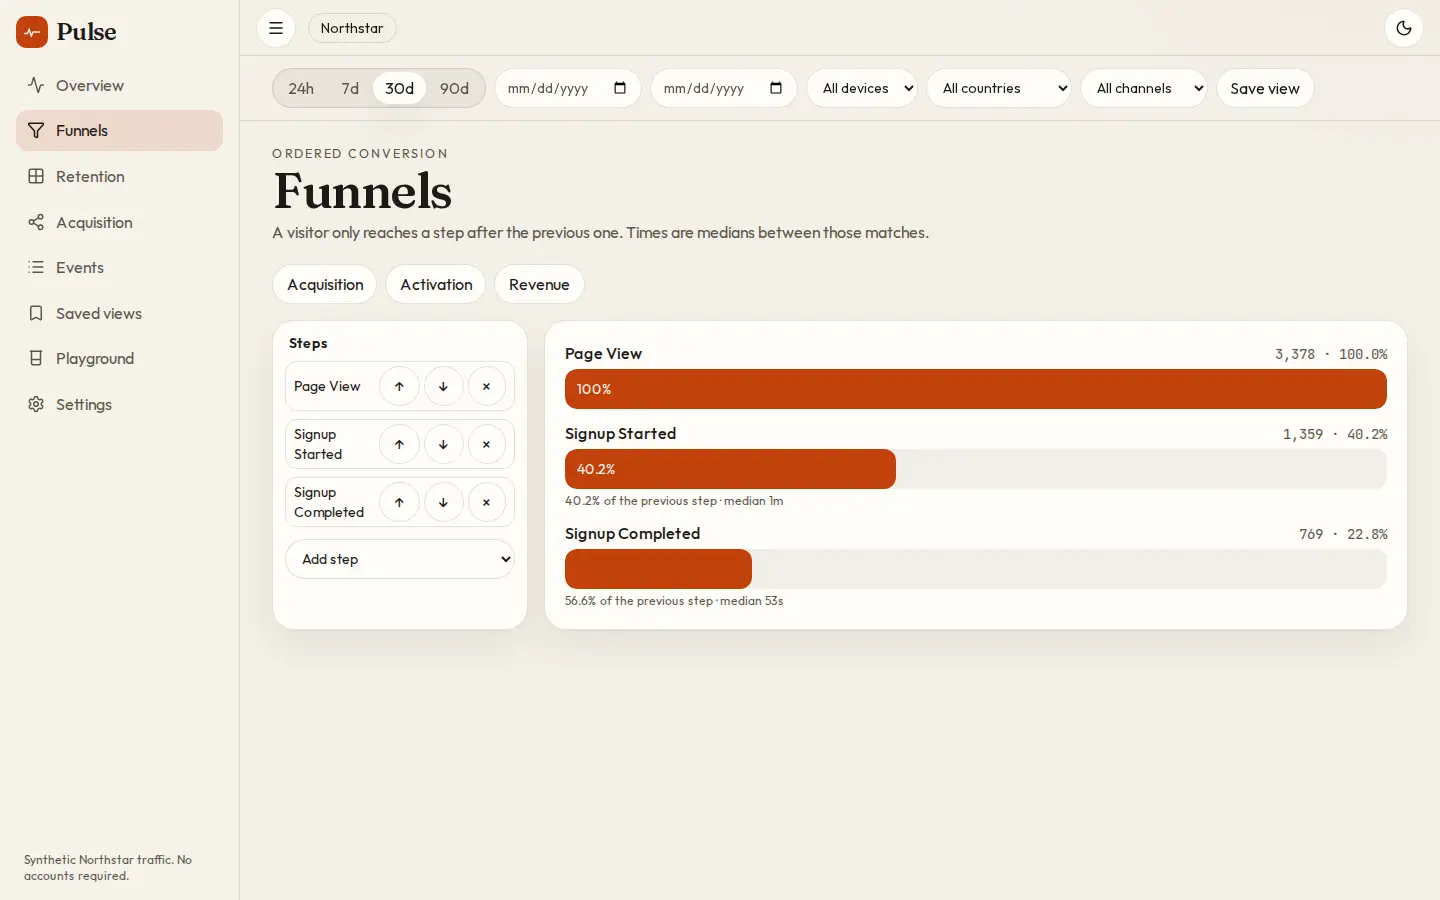 Pulse
Overview
Funnels
Retention
Acquisition
Events
Saved views
Playground
Settings
Synthetic Northstar traffic. No
accounts required.
Northstar
24h 7d 30d 90d mm/dd/yyyy mm/dd/yyyy All devices All countries All channels Save view
ORDERED CONVERSION
Funnels
A visitor only reaches a step after the previous one. Times are medians between those matches.
Acquisition Activation Revenue
Steps
Page View
Signup
Started
Signup
Completed
Add step
Page View 3,378 · 100.0%
100%
Signup Started 1,359 · 40.2%
40.2%
40.2% of the previous step · median 1m
Signup Completed 769 · 22.8%
56.6% of the previous step · median 53s